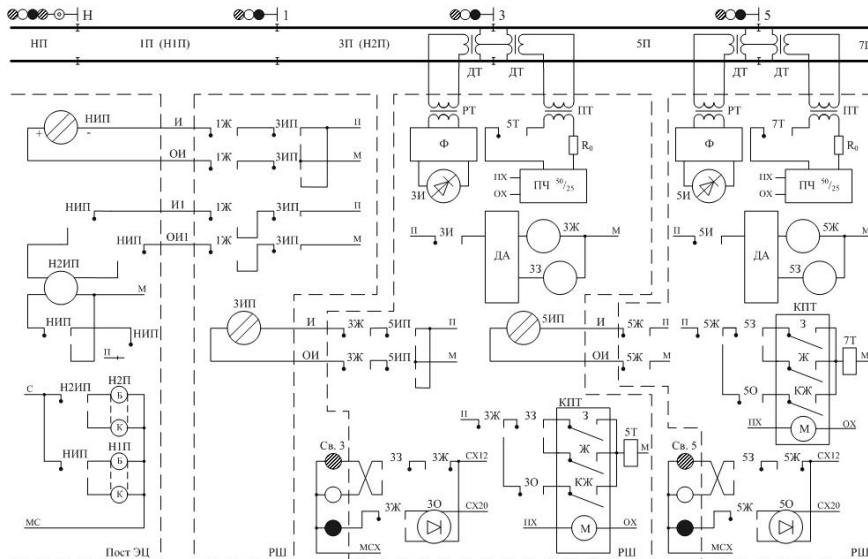 Н 1 3 5
НП 1П (Н1П) 3П (Н2П) 5П 7П
ДТ ДТ ДТ ДТ
РТ ПТ РТ ПТ
НИП И 1Ж 3ИП П 5Т 7Т
+ -
Ф R₀ Ф R₀
ОИ 1Ж 3ИП М
3И ПХ ОХ ПЧ 50/25 5И ПХ ОХ ПЧ 50/25
НИП И1 1Ж 3ИП П
НИП ОИ1 1Ж 3ИП М
П 3И ДА 3Ж М П 5И ДА 5Ж М
3З 5З
Н2ИП М
НИП НИП П
3ИП И 3Ж 5ИП П 5ИП И 5Ж П П 5Ж 5З КПТ З 7Т
ОИ 3Ж 5ИП М ОИ 5Ж М Ж М
5О КЖ
ПХ М ОХ
С Н2ИП Н2П Б К
НИП Н1П Б К
МС
П 3Ж 3З КПТ З 5Т М
Ж
3О КЖ
ПХ М ОХ
Св. 3 3З 3Ж СХ12 Св. 5 5З 5Ж СХ12
3Ж 3О СХ20 5Ж 5О СХ20
МСХ МСХ
Пост ЭЦ РШ РШ РШ